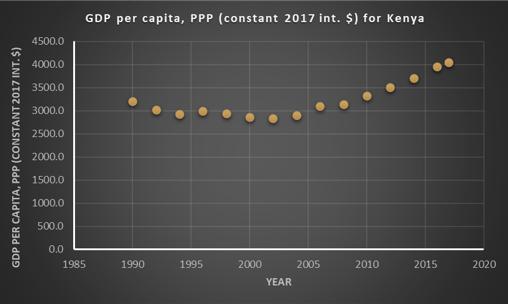 GDP per capita, PPP (constant 2017 int. $) for Kenya
GDP PER CAPITA, PPP (CONSTANT 2017 INT. $)
4500.0
4000.0
3500.0
3000.0
2500.0
2000.0
1500.0
1000.0
500.0
0.0
1985 1990 1995 2000 2005 2010 2015 2020
YEAR